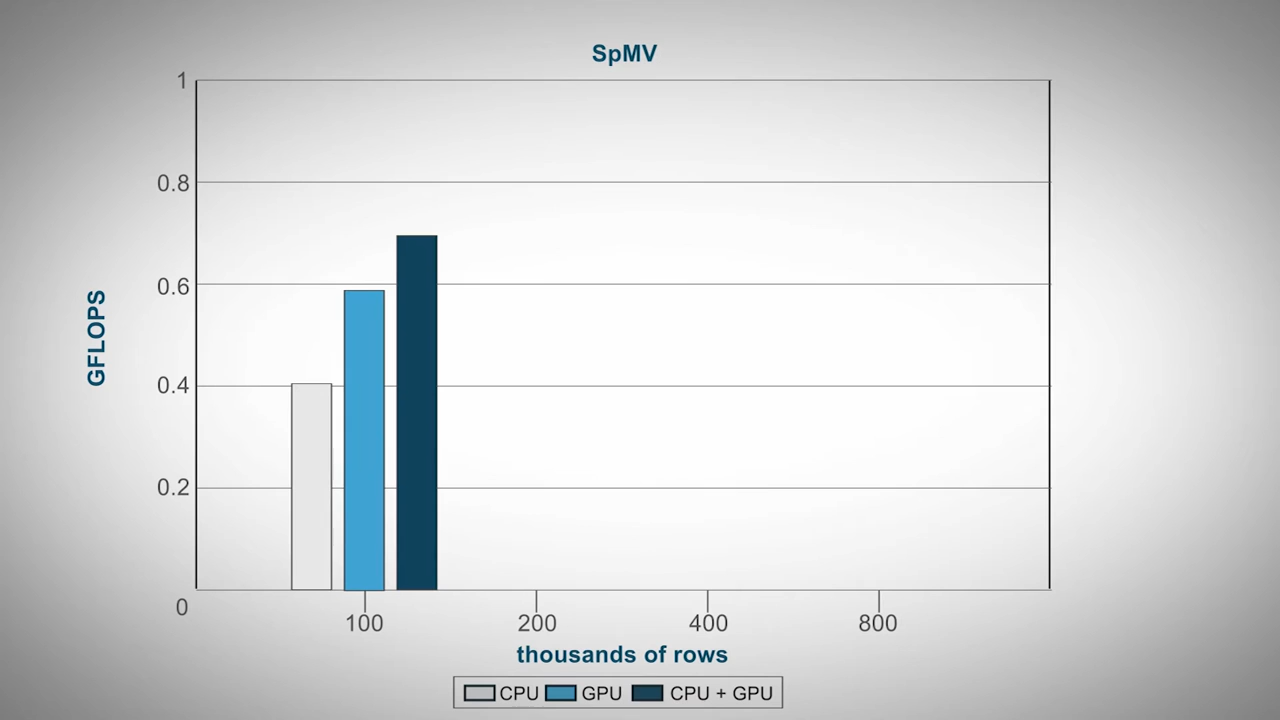 SpMV
1
0.8
0.6
0.4
0.2
0
GFLOPS
100 200 400 800
thousands of rows
CPU GPU CPU + GPU